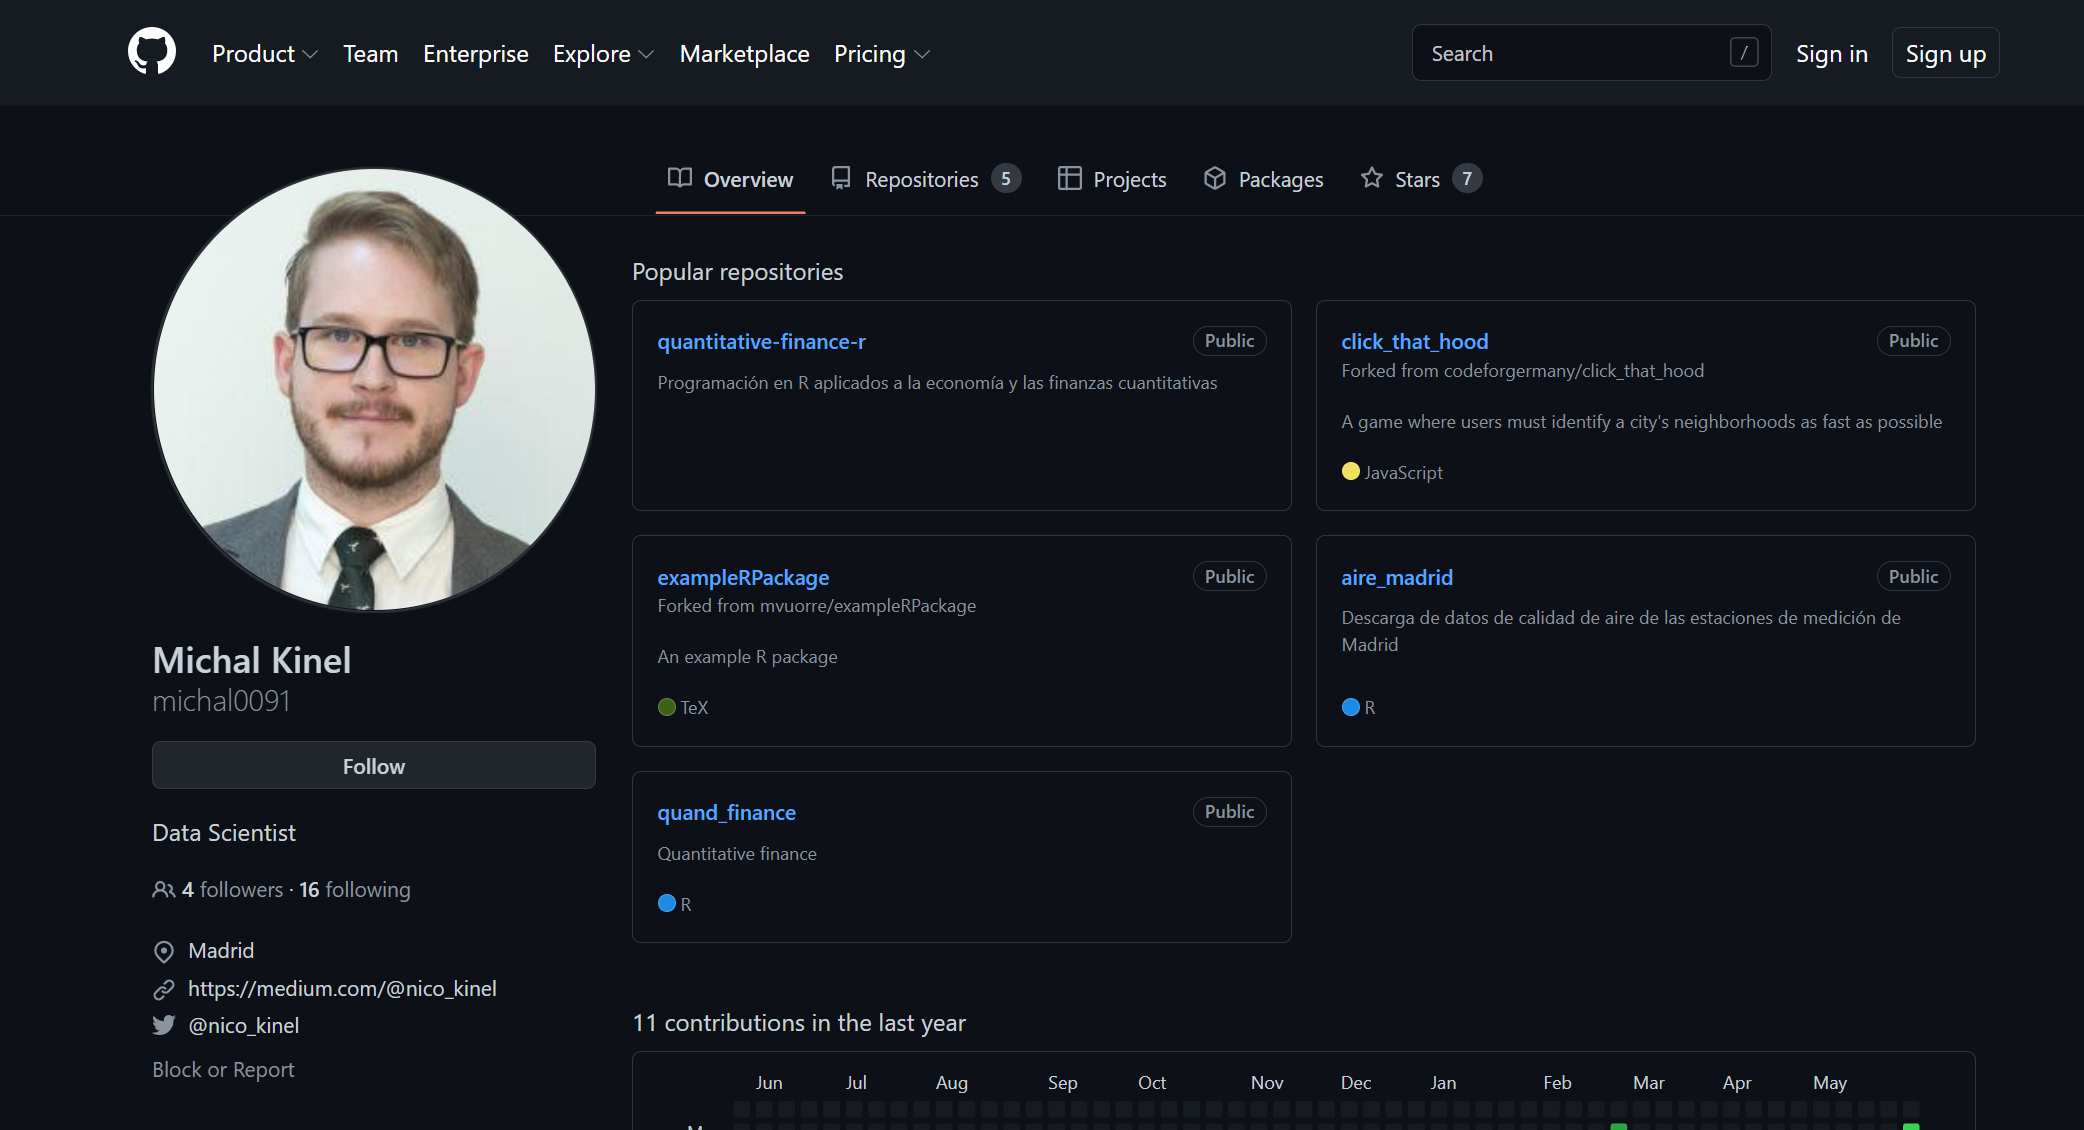 Product Team Enterprise Explore Marketplace Pricing Search / Sign in Sign up
Overview Repositories 5 Projects Packages Stars 7
Michal Kinel
michal0091
Follow
Data Scientist
4 followers · 16 following
Madrid
https://medium.com/@nico_kinel
@nico_kinel
Block or Report
Popular repositories
quantitative-finance-r Public
Programación en R aplicados a la economía y las finanzas cuantitativas
click_that_hood Public
Forked from codeforgermany/click_that_hood
A game where users must identify a city's neighborhoods as fast as possible
JavaScript
exampleRPackage Public
Forked from mvuorre/exampleRPackage
An example R package
TeX
aire_madrid Public
Descarga de datos de calidad de aire de las estaciones de medición de
Madrid
R
quand_finance Public
Quantitative finance
R
11 contributions in the last year
Jun Jul Aug Sep Oct Nov Dec Jan Feb Mar Apr May